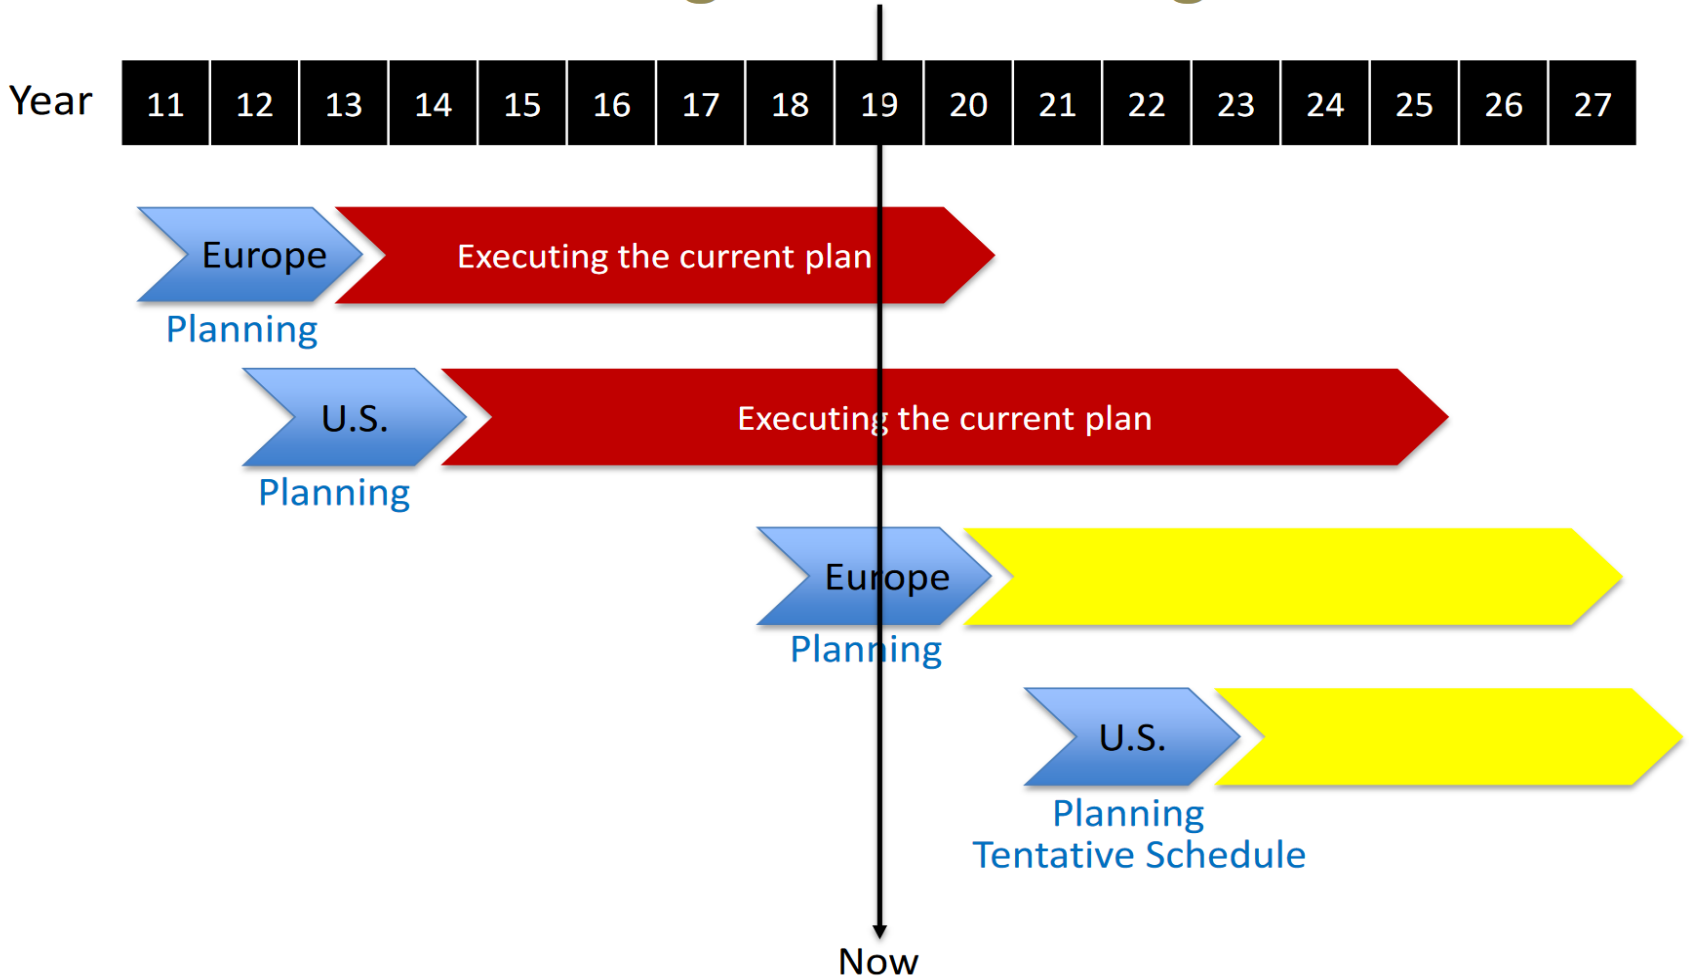 Year 11 12 13 14 15 16 17 18 19 20 21 22 23 24 25 26 27
Europe Executing the current plan
Planning
U.S. Executing the current plan
Planning
Europe
Planning
U.S.
Planning
Tentative Schedule
Now